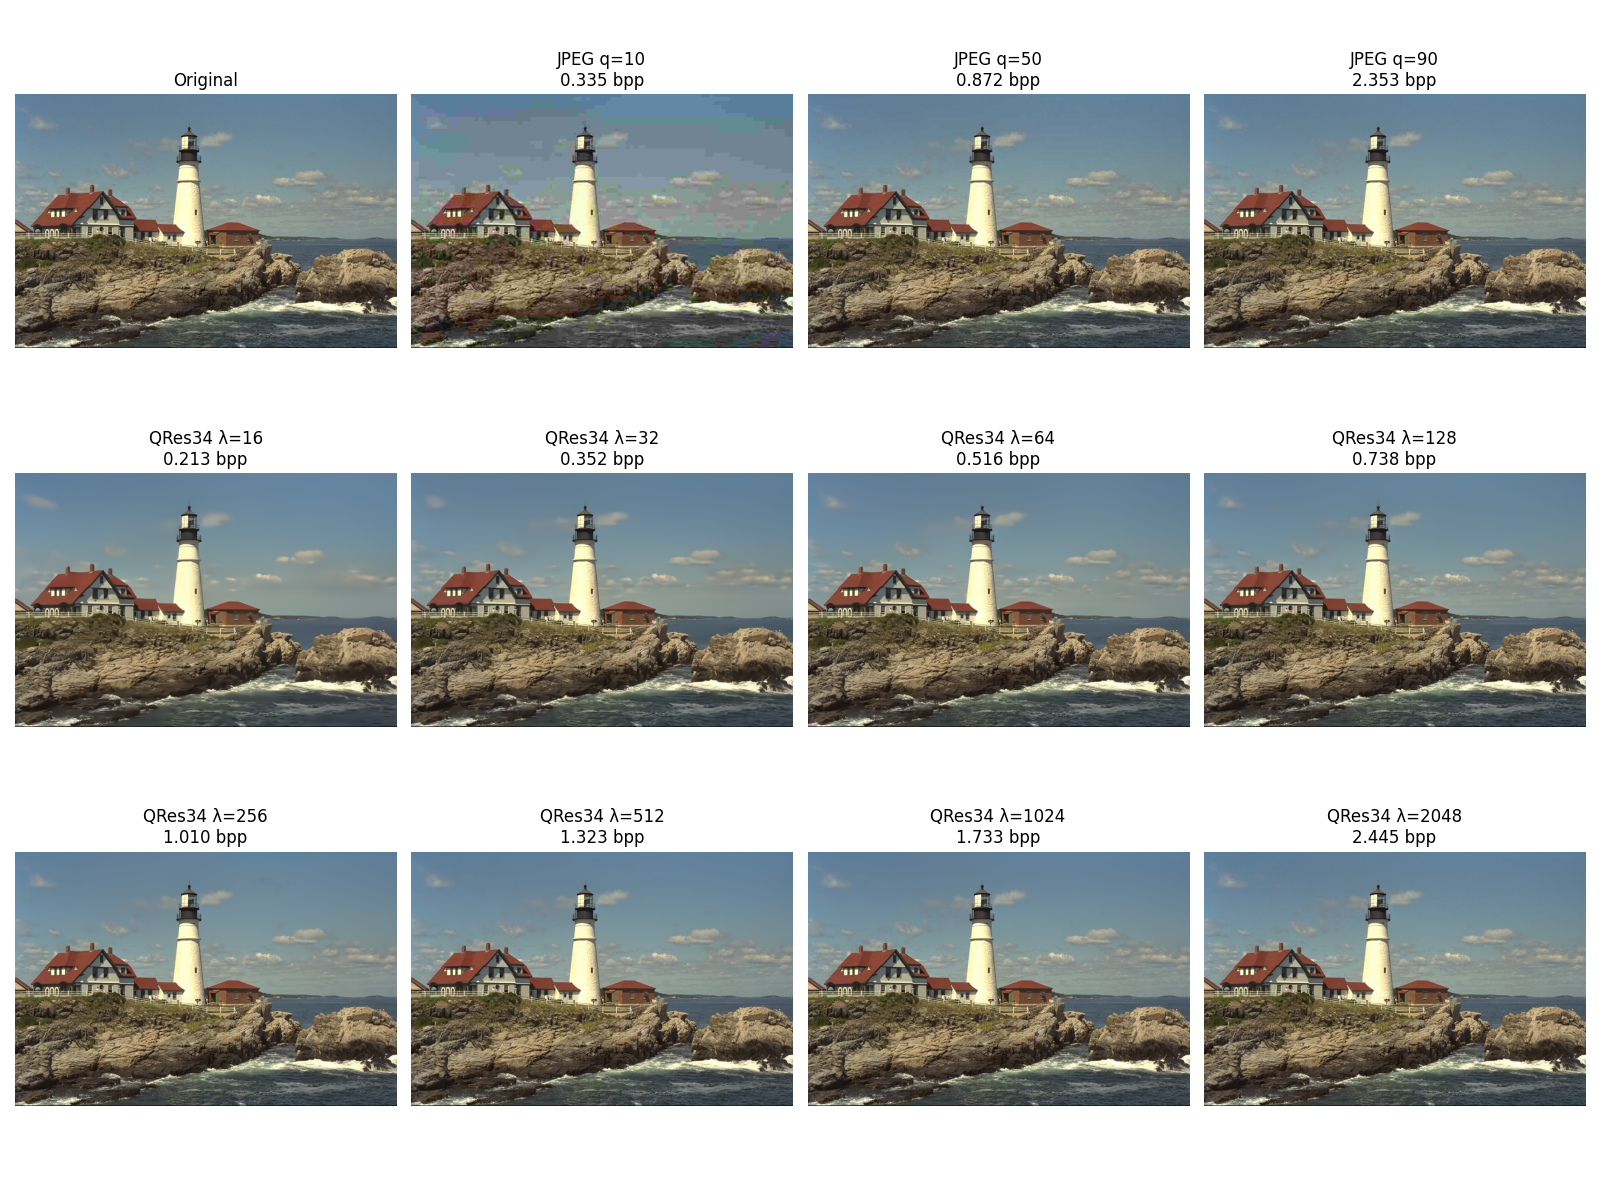 Original
JPEG q=10
0.335 bpp
JPEG q=50
0.872 bpp
JPEG q=90
2.353 bpp
QRes34 λ=16
0.213 bpp
QRes34 λ=32
0.352 bpp
QRes34 λ=64
0.516 bpp
QRes34 λ=128
0.738 bpp
QRes34 λ=256
1.010 bpp
QRes34 λ=512
1.323 bpp
QRes34 λ=1024
1.733 bpp
QRes34 λ=2048
2.445 bpp